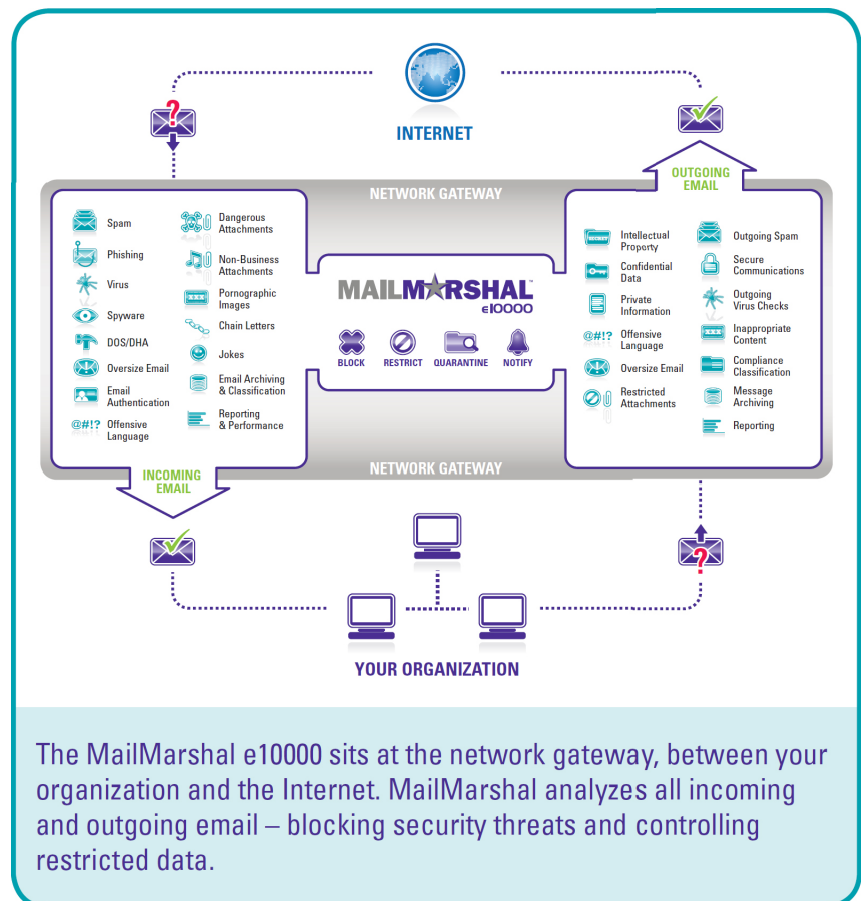 INTERNET
NETWORK GATEWAY
Spam
Phishing
Virus
Spyware
DOS/DHA
Oversize Email
Email
Authentication
@#!? Offensive
Language
Dangerous
Attachments
Non-Business
Attachments
Pornographic
Images
Chain Letters
Jokes
Email Archiving
& Classification
Reporting
& Performance
INCOMING
EMAIL
MAILMARSHAL™
e10000
BLOCK
RESTRICT
QUARANTINE
NOTIFY
OUTGOING
EMAIL
SECRET
Intellectual
Property
Confidential
Data
Private
Information
@#!? Offensive
Language
Oversize Email
Restricted
Attachments
Outgoing Spam
Secure
Communications
Outgoing
Virus Checks
Inappropriate
Content
Compliance
Classification
Message
Archiving
Reporting
NETWORK GATEWAY
?
?
YOUR ORGANIZATION
The MailMarshal e10000 sits at the network gateway, between your
organization and the Internet. MailMarshal analyzes all incoming
and outgoing email – blocking security threats and controlling
restricted data.